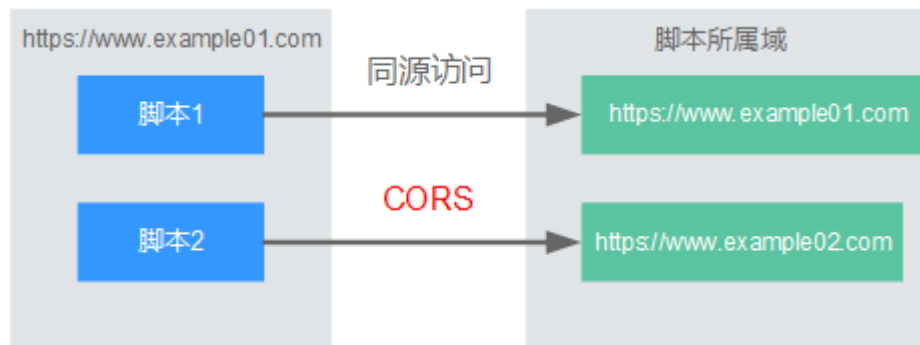 https://www.example01.com
脚本所属域
同源访问
脚本1
https://www.example01.com
CORS
脚本2
https://www.example02.com